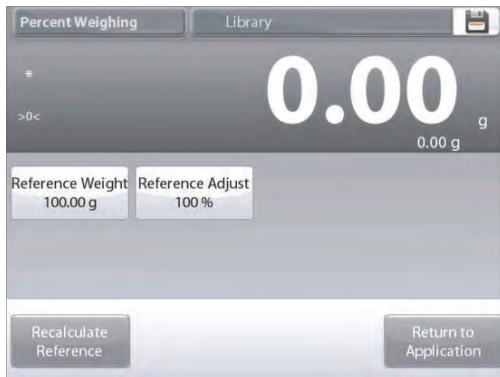 Percent Weighing
Library
*
0.00 g
>0<
0.00 g
Reference Weight
100.00 g
Reference Adjust
100 %
Recalculate
Reference
Return to
Application